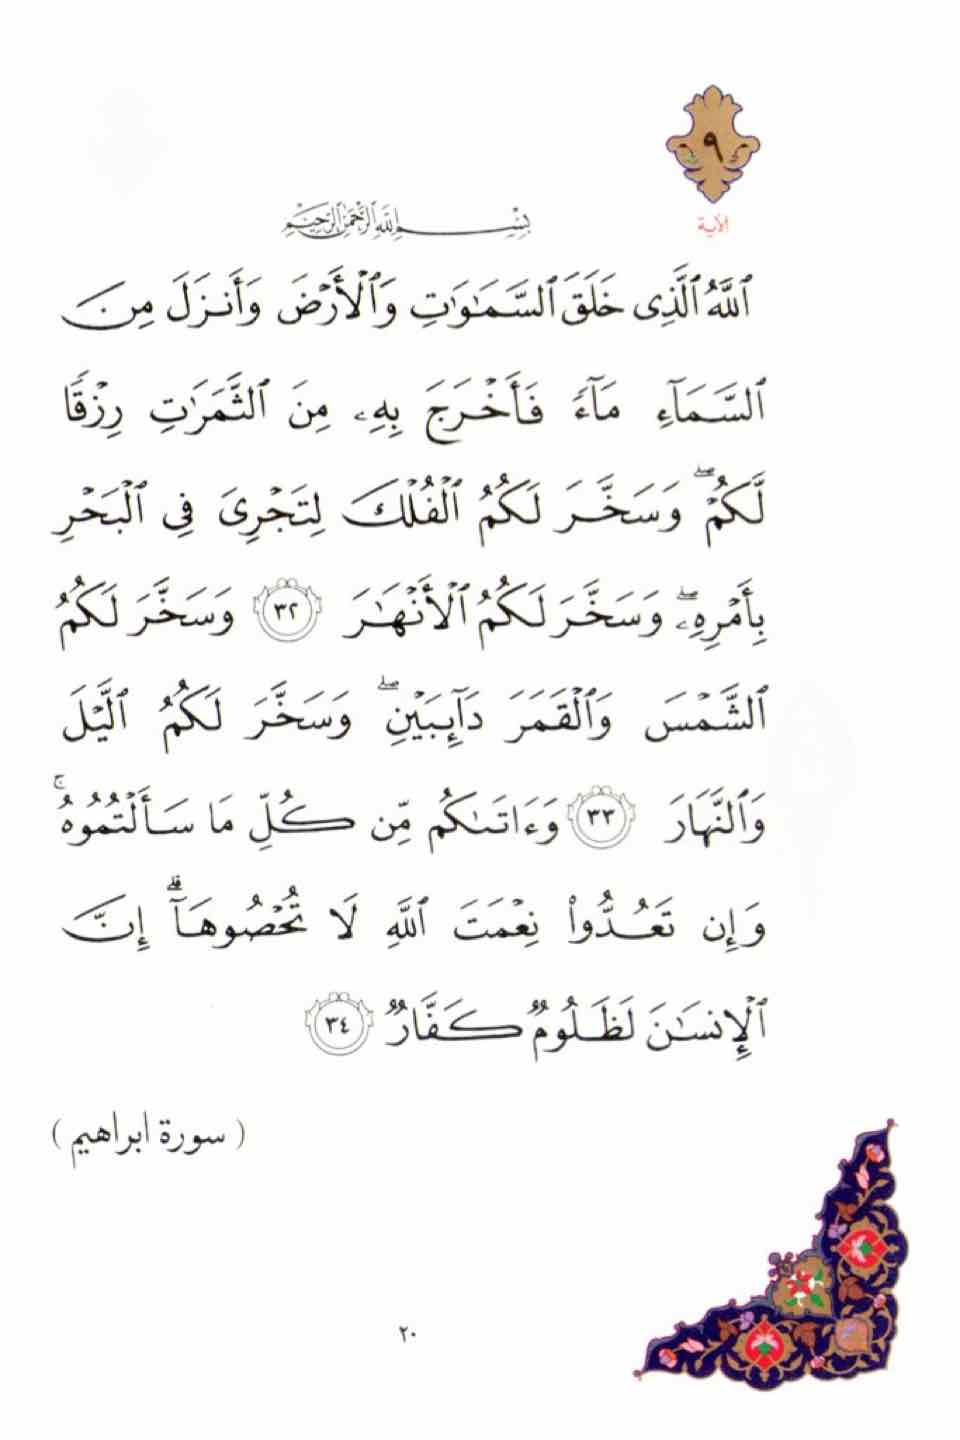 ٩
الآية
بِسْمِ اللَّهِ الرَّحْمَٰنِ الرَّحِيمِ
ٱللَّهُ ٱلَّذِى خَلَقَ ٱلسَّمَٰوَٰتِ وَٱلْأَرْضَ وَأَنزَلَ مِنَ
ٱلسَّمَآءِ مَآءً فَأَخْرَجَ بِهِۦ مِنَ ٱلثَّمَرَٰتِ رِزْقًا
لَّكُمْ ۖ وَسَخَّرَ لَكُمُ ٱلْفُلْكَ لِتَجْرِىَ فِى ٱلْبَحْرِ
بِأَمْرِهِۦ ۖ وَسَخَّرَ لَكُمُ ٱلْأَنْهَٰرَ ٣٢ وَسَخَّرَ لَكُمُ
ٱلشَّمْسَ وَٱلْقَمَرَ دَآئِبَيْنِ ۖ وَسَخَّرَ لَكُمُ ٱلَّيْلَ
وَٱلنَّهَارَ ٣٣ وَءَاتَىٰكُم مِّن كُلِّ مَا سَأَلْتُمُوهُ ۚ
وَإِن تَعُدُّوا۟ نِعْمَتَ ٱللَّهِ لَا تُحْصُوهَآ ۗ إِنَّ
ٱلْإِنسَٰنَ لَظَلُومٌ كَفَّارٌ ٣٤
( سورة ابراهيم )
٢٠